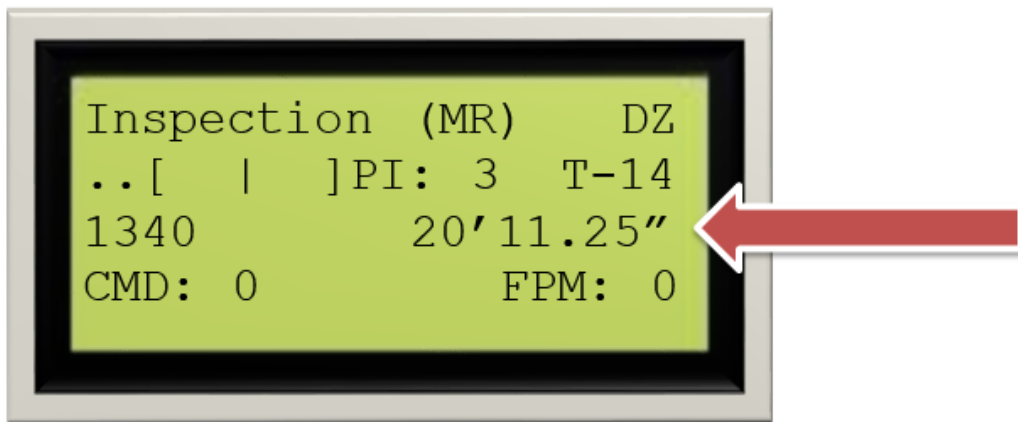 Inspection (MR) DZ
..[ | ]PI: 3 T-14
1340 20′11.25″
CMD: 0 FPM: 0